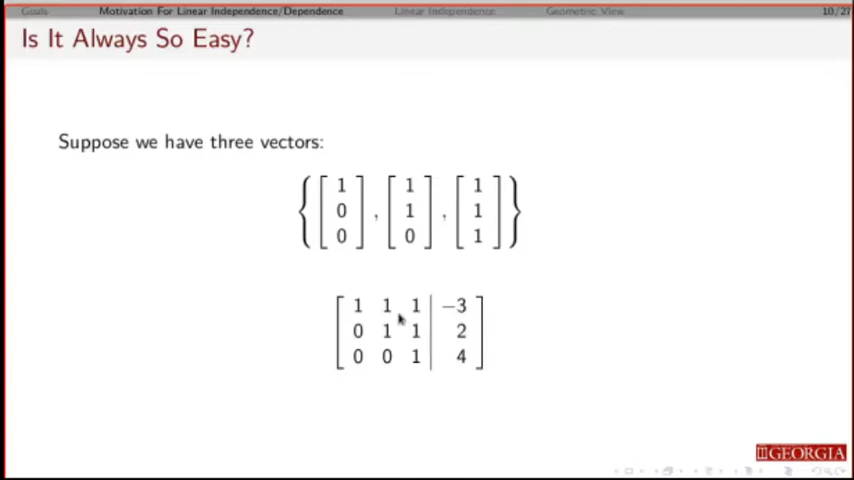 Goals Motivation For Linear Independence/Dependence Linear Independence Geometric View 10/27
Is It Always So Easy?
Suppose we have three vectors:
{ [ 1 ] , [ 1 ] , [ 1 ] }
[ 0 ] [ 1 ] [ 1 ]
[ 0 ] [ 0 ] [ 1 ]
[ 1 1 1 | −3 ]
[ 0 1 1 | 2 ]
[ 0 0 1 | 4 ]
GEORGIA